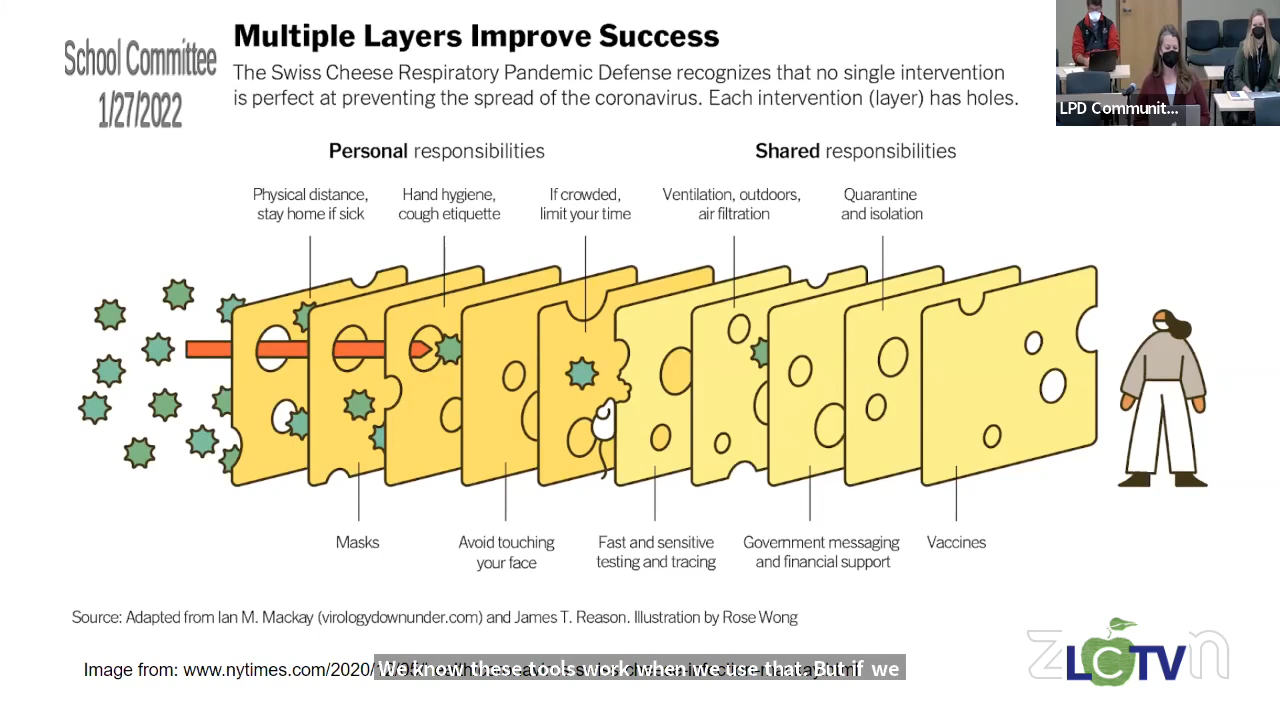 School Committee
1/27/2022
Multiple Layers Improve Success
The Swiss Cheese Respiratory Pandemic Defense recognizes that no single intervention
is perfect at preventing the spread of the coronavirus. Each intervention (layer) has holes.
LPD Communit...
Personal responsibilities
Shared responsibilities
Physical distance,
stay home if sick
Hand hygiene,
cough etiquette
If crowded,
limit your time
Ventilation, outdoors,
air filtration
Quarantine
and isolation
Masks
Avoid touching
your face
Fast and sensitive
testing and tracing
Government messaging
and financial support
Vaccines
Source: Adapted from Ian M. Mackay (virologydownunder.com) and James T. Reason. Illustration by Rose Wong
Image from: www.nytimes.com/2020/
We know these tools work when we use that. But if we
zoom
LCTV